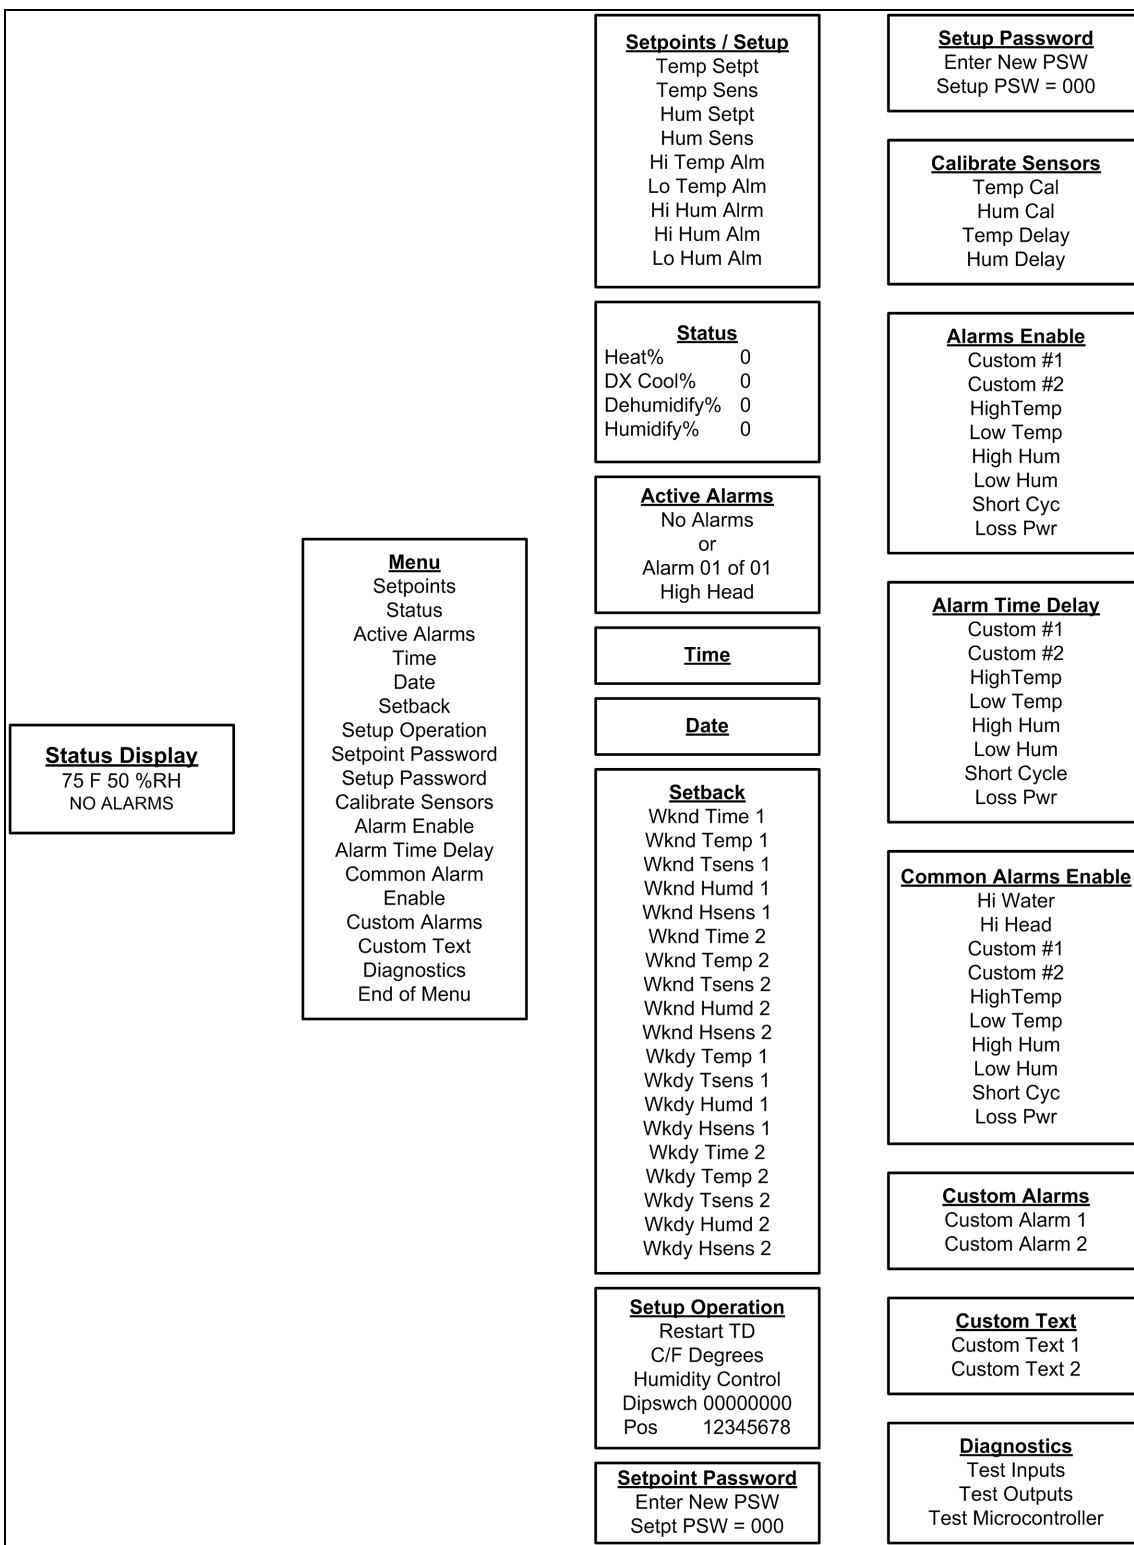 Status Display
75 F 50 %RH
NO ALARMS
Menu
Setpoints
Status
Active Alarms
Time
Date
Setback
Setup Operation
Setpoint Password
Setup Password
Calibrate Sensors
Alarm Enable
Alarm Time Delay
Common Alarm
Enable
Custom Alarms
Custom Text
Diagnostics
End of Menu
Setpoints / Setup
Temp Setpt
Temp Sens
Hum Setpt
Hum Sens
Hi Temp Alm
Lo Temp Alm
Hi Hum Alrm
Hi Hum Alm
Lo Hum Alm
Status
Heat% 0
DX Cool% 0
Dehumidify% 0
Humidify% 0
Active Alarms
No Alarms
or
Alarm 01 of 01
High Head
Time
Date
Setback
Wknd Time 1
Wknd Temp 1
Wknd Tsens 1
Wknd Humd 1
Wknd Hsens 1
Wknd Time 2
Wknd Temp 2
Wknd Tsens 2
Wknd Humd 2
Wknd Hsens 2
Wkdy Temp 1
Wkdy Tsens 1
Wkdy Humd 1
Wkdy Hsens 1
Wkdy Time 2
Wkdy Temp 2
Wkdy Tsens 2
Wkdy Humd 2
Wkdy Hsens 2
Setup Operation
Restart TD
C/F Degrees
Humidity Control
Dipswch 00000000
Pos 12345678
Setpoint Password
Enter New PSW
Setpt PSW = 000
Setup Password
Enter New PSW
Setup PSW = 000
Calibrate Sensors
Temp Cal
Hum Cal
Temp Delay
Hum Delay
Alarms Enable
Custom #1
Custom #2
HighTemp
Low Temp
High Hum
Low Hum
Short Cyc
Loss Pwr
Alarm Time Delay
Custom #1
Custom #2
HighTemp
Low Temp
High Hum
Low Hum
Short Cycle
Loss Pwr
Common Alarms Enable
Hi Water
Hi Head
Custom #1
Custom #2
HighTemp
Low Temp
High Hum
Low Hum
Short Cyc
Loss Pwr
Custom Alarms
Custom Alarm 1
Custom Alarm 2
Custom Text
Custom Text 1
Custom Text 2
Diagnostics
Test Inputs
Test Outputs
Test Microcontroller